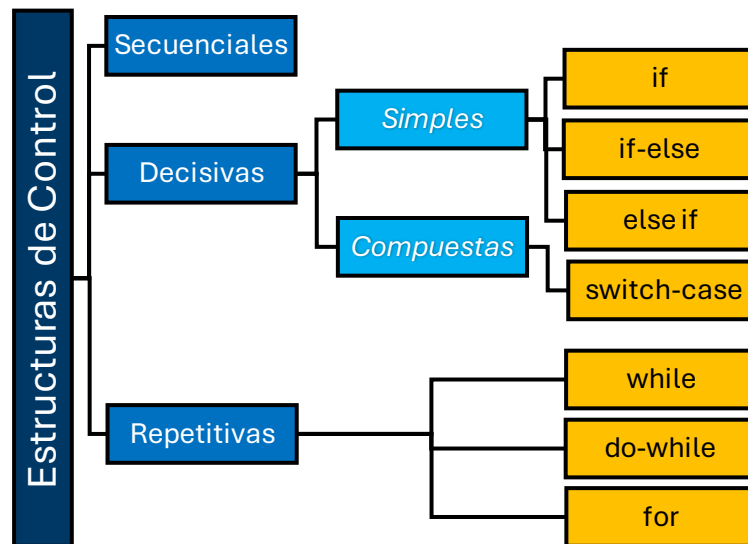 Estructuras de Control
Secuenciales
Decisivas
Simples
if
if-else
else if
Compuestas
switch-case
Repetitivas
while
do-while
for